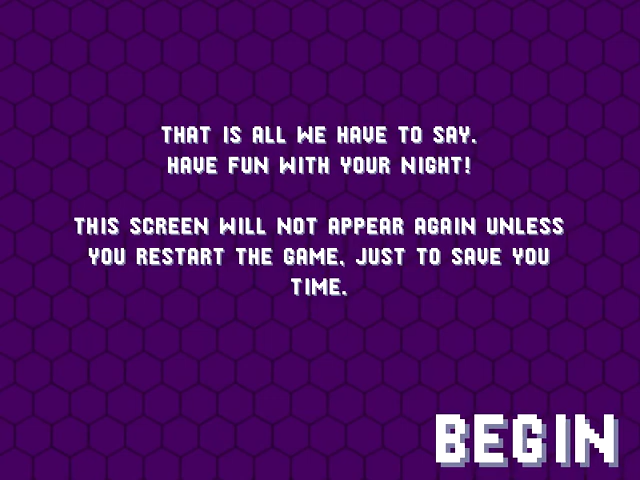 THAT IS ALL WE HAVE TO SAY.
HAVE FUN WITH YOUR NIGHT!
THIS SCREEN WILL NOT APPEAR AGAIN UNLESS
YOU RESTART THE GAME, JUST TO SAVE YOU
TIME.
BEGIN